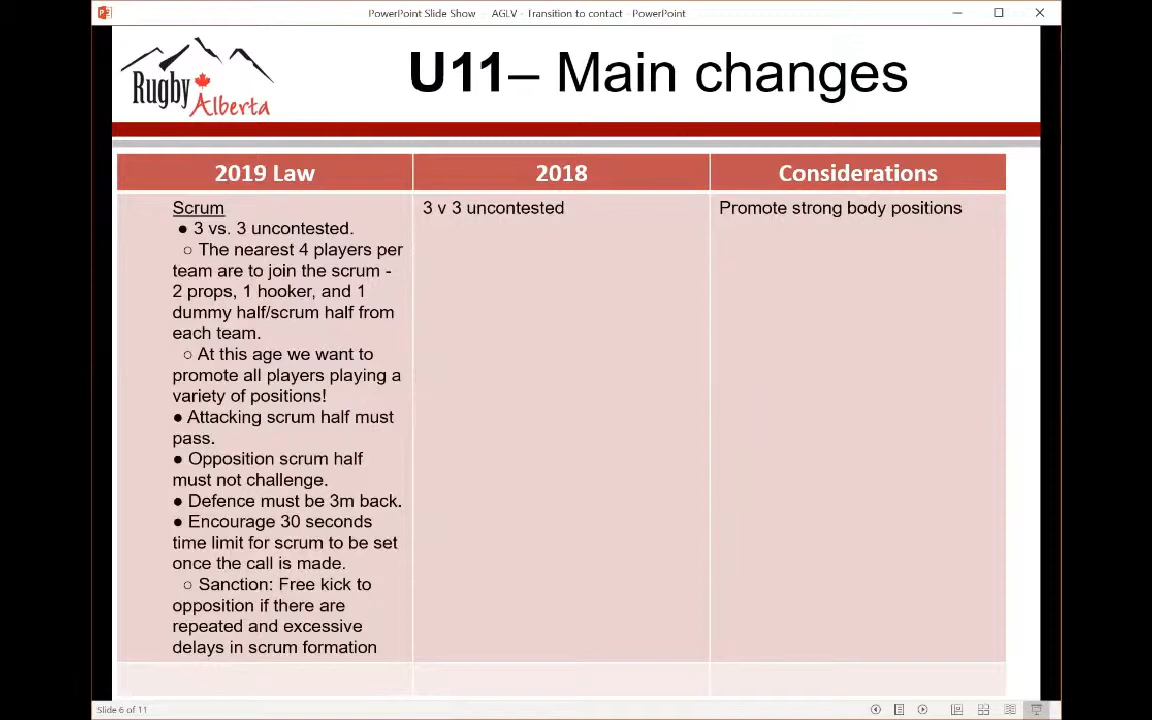 PowerPoint Slide Show - AGLV - Transition to contact - PowerPoint
Rugby
Alberta
U11– Main changes
2019 Law
2018
Considerations
Scrum
● 3 vs. 3 uncontested.
○ The nearest 4 players per
team are to join the scrum -
2 props, 1 hooker, and 1
dummy half/scrum half from
each team.
○ At this age we want to
promote all players playing a
variety of positions!
● Attacking scrum half must
pass.
● Opposition scrum half
must not challenge.
● Defence must be 3m back.
● Encourage 30 seconds
time limit for scrum to be set
once the call is made.
○ Sanction: Free kick to
opposition if there are
repeated and excessive
delays in scrum formation
3 v 3 uncontested
Promote strong body positions
Slide 6 of 11